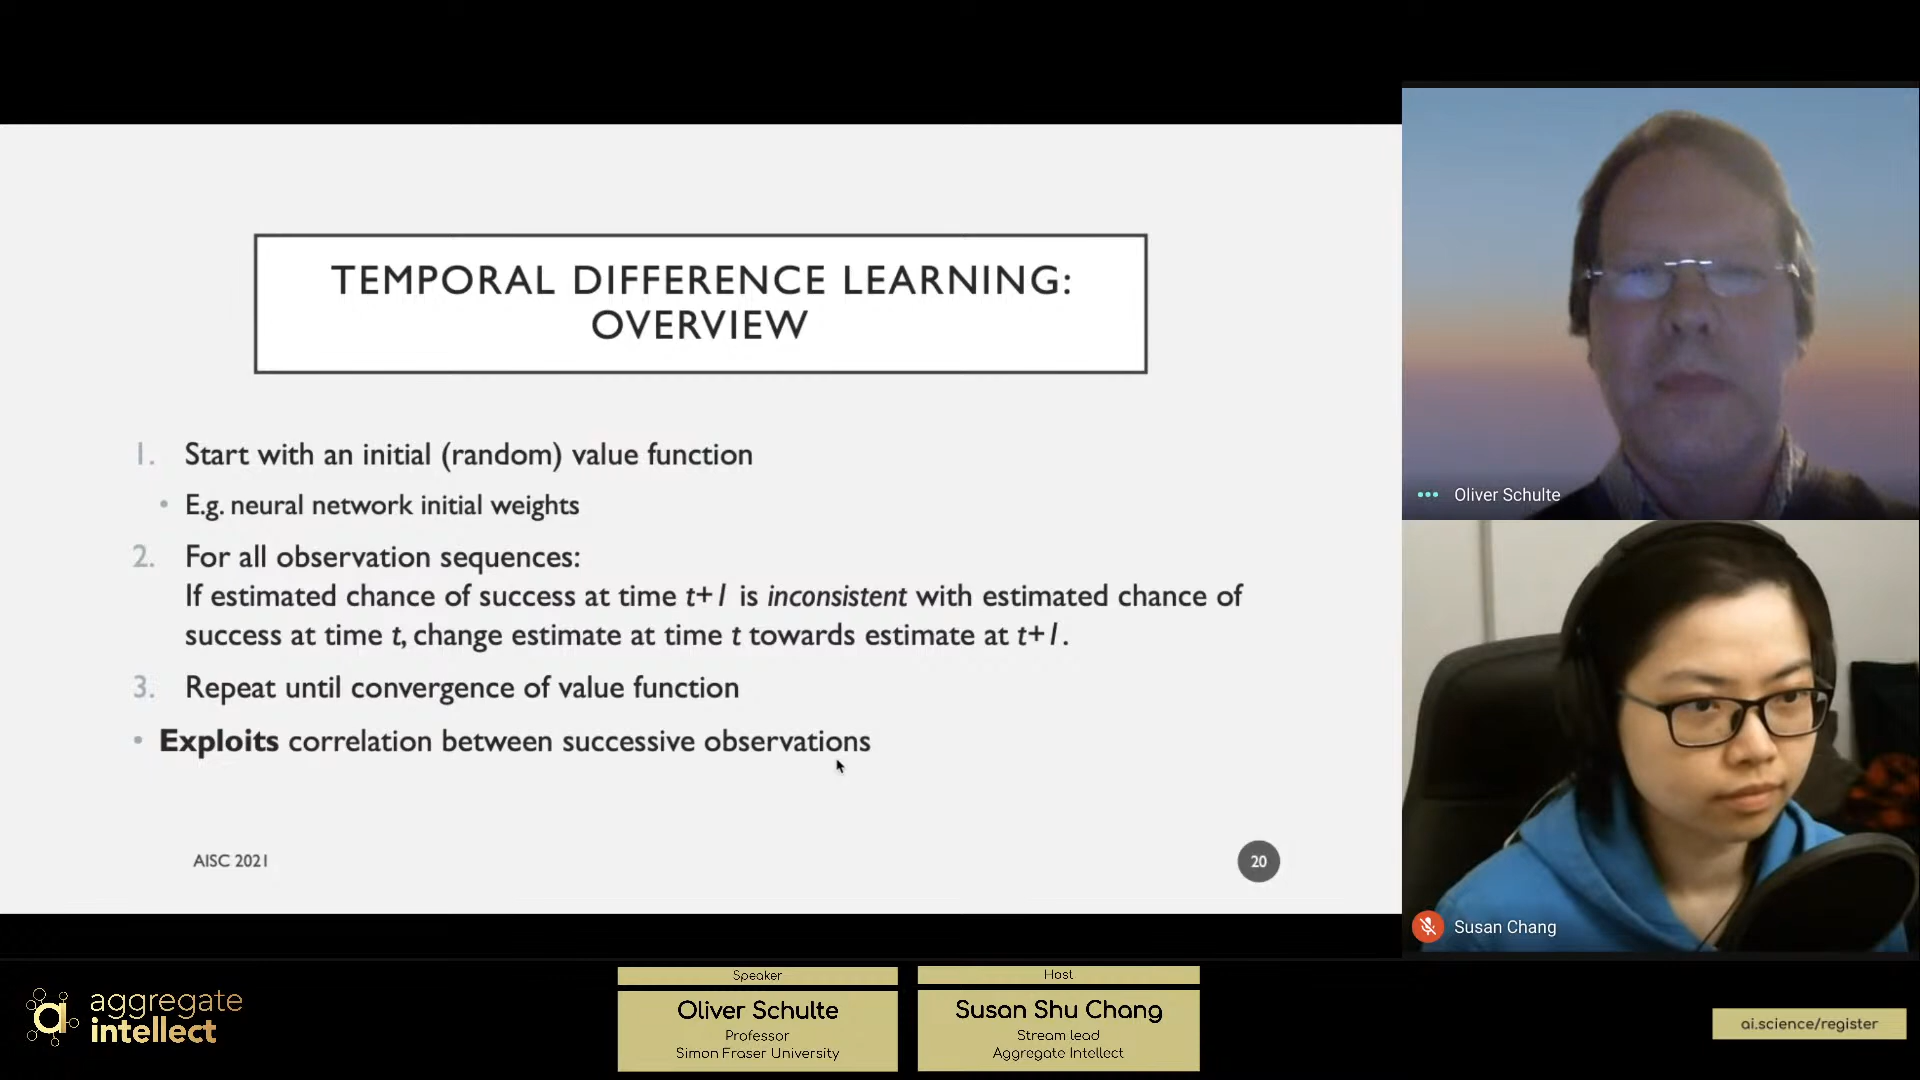 TEMPORAL DIFFERENCE LEARNING:
OVERVIEW
1. Start with an initial (random) value function
• E.g. neural network initial weights
2. For all observation sequences:
If estimated chance of success at time t+1 is inconsistent with estimated chance of
success at time t, change estimate at time t towards estimate at t+1.
3. Repeat until convergence of value function
• Exploits correlation between successive observations
AISC 2021
20
Oliver Schulte
Susan Chang
aggregate
intellect
Speaker
Oliver Schulte
Professor
Simon Fraser University
Host
Susan Shu Chang
Stream lead
Aggregate Intellect
ai.science/register